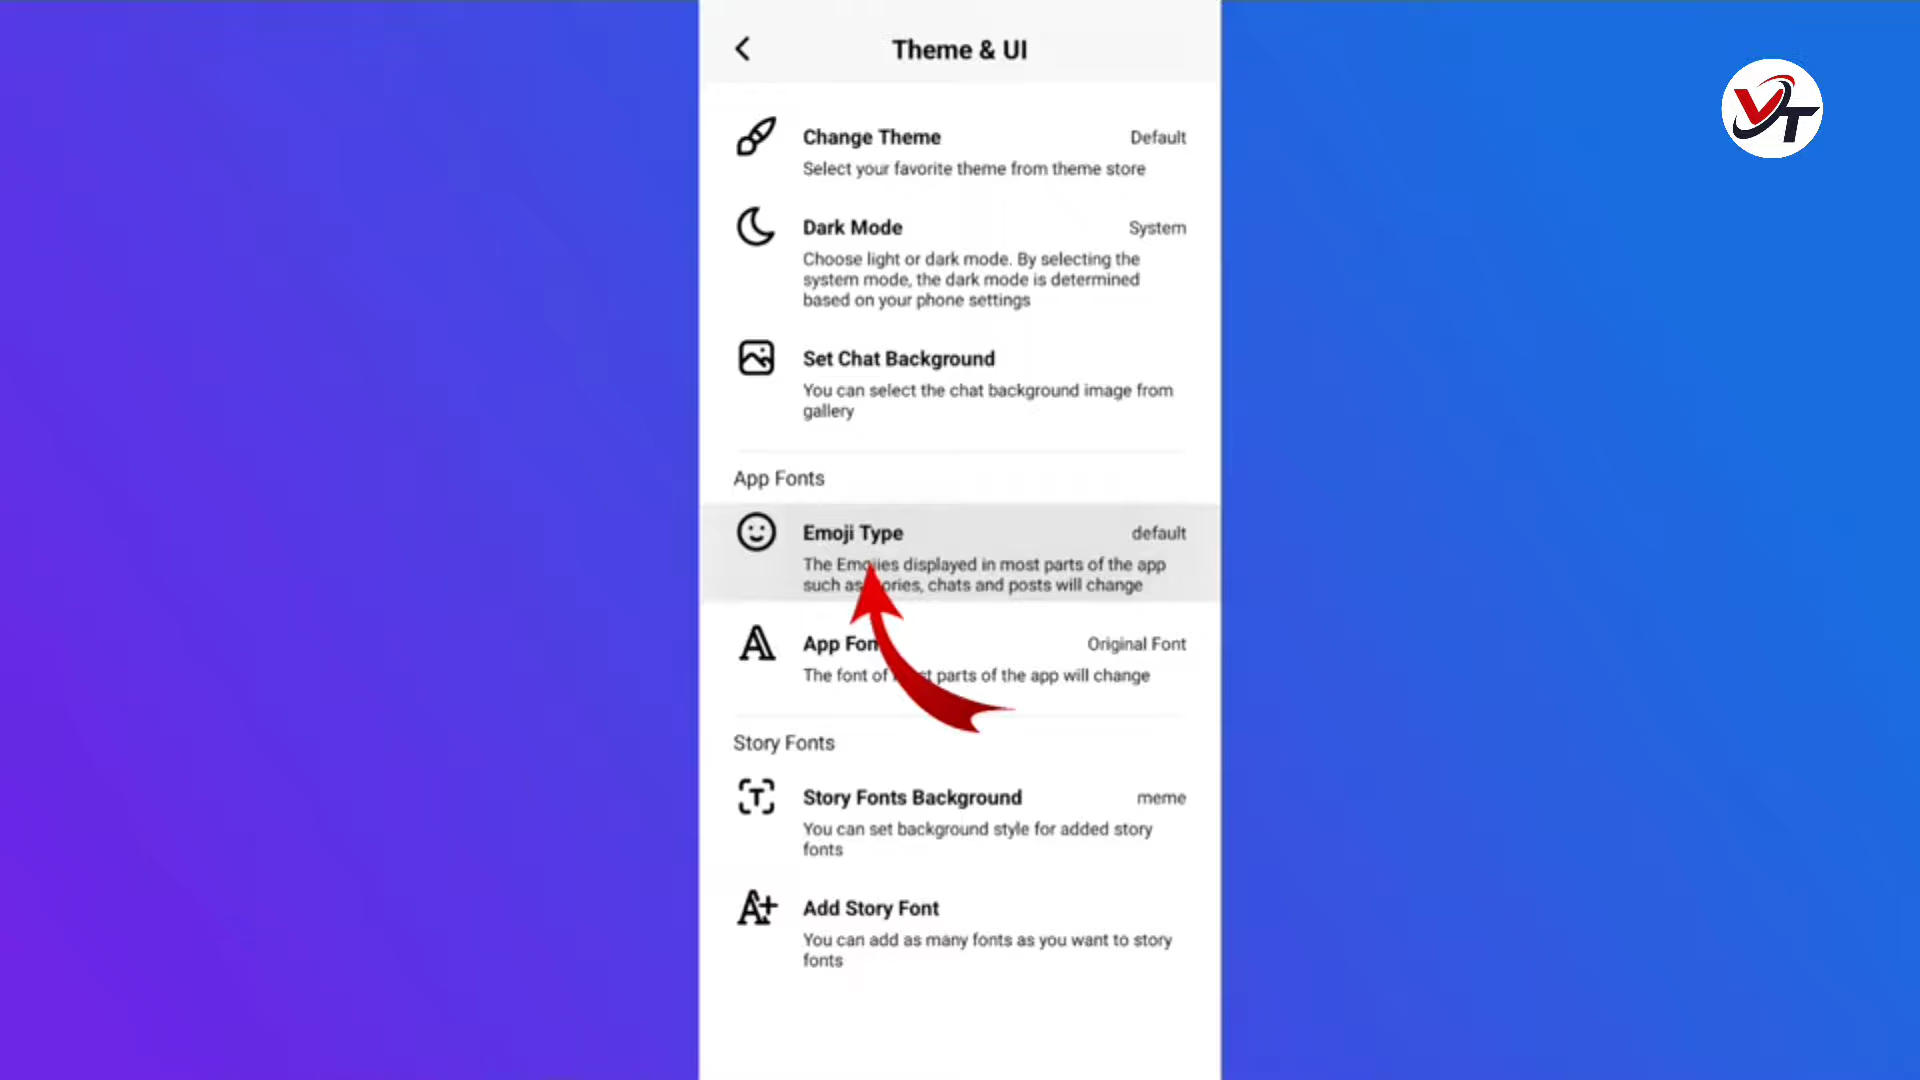 Theme & UI
VT
Change Theme
Default
Select your favorite theme from theme store
Dark Mode
System
Choose light or dark mode. By selecting the
system mode, the dark mode is determined
based on your phone settings
Set Chat Background
You can select the chat background image from
gallery
App Fonts
Emoji Type
default
The Emojies displayed in most parts of the app
such as ories, chats and posts will change
App Fon
Original Font
The font of st parts of the app will change
Story Fonts
Story Fonts Background
meme
You can set background style for added story
fonts
Add Story Font
You can add as many fonts as you want to story
fonts